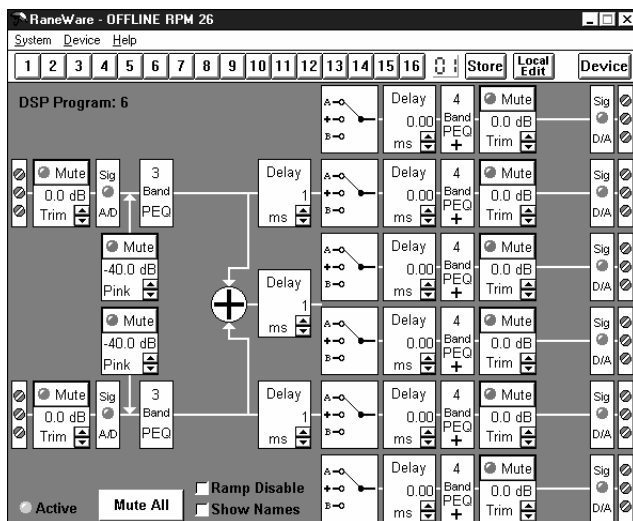 RaneWare - OFFLINE RPM 26
System Device Help
1 2 3 4 5 6 7 8 9 10 11 12 13 14 15 16 01 Store Local Edit Device
DSP Program: 6
A
+
B
Delay
0.00
ms
4
Band
PEQ
+
Mute
0.0 dB
Trim
Sig
D/A
Mute
0.0 dB
Trim
Sig
A/D
3
Band
PEQ
Delay
1
ms
A
+
B
Delay
0.00
ms
4
Band
PEQ
+
Mute
0.0 dB
Trim
Sig
D/A
Mute
-40.0 dB
Pink
A
+
B
Delay
0.00
ms
4
Band
PEQ
+
Mute
0.0 dB
Trim
Sig
D/A
+
Delay
1
ms
Mute
-40.0 dB
Pink
A
+
B
Delay
0.00
ms
4
Band
PEQ
+
Mute
0.0 dB
Trim
Sig
D/A
Mute
0.0 dB
Trim
Sig
A/D
3
Band
PEQ
Delay
1
ms
A
+
B
Delay
0.00
ms
4
Band
PEQ
+
Mute
0.0 dB
Trim
Sig
D/A
A
+
B
Delay
0.00
ms
4
Band
PEQ
+
Mute
0.0 dB
Trim
Sig
D/A
Active
Mute All
Ramp Disable
Show Names